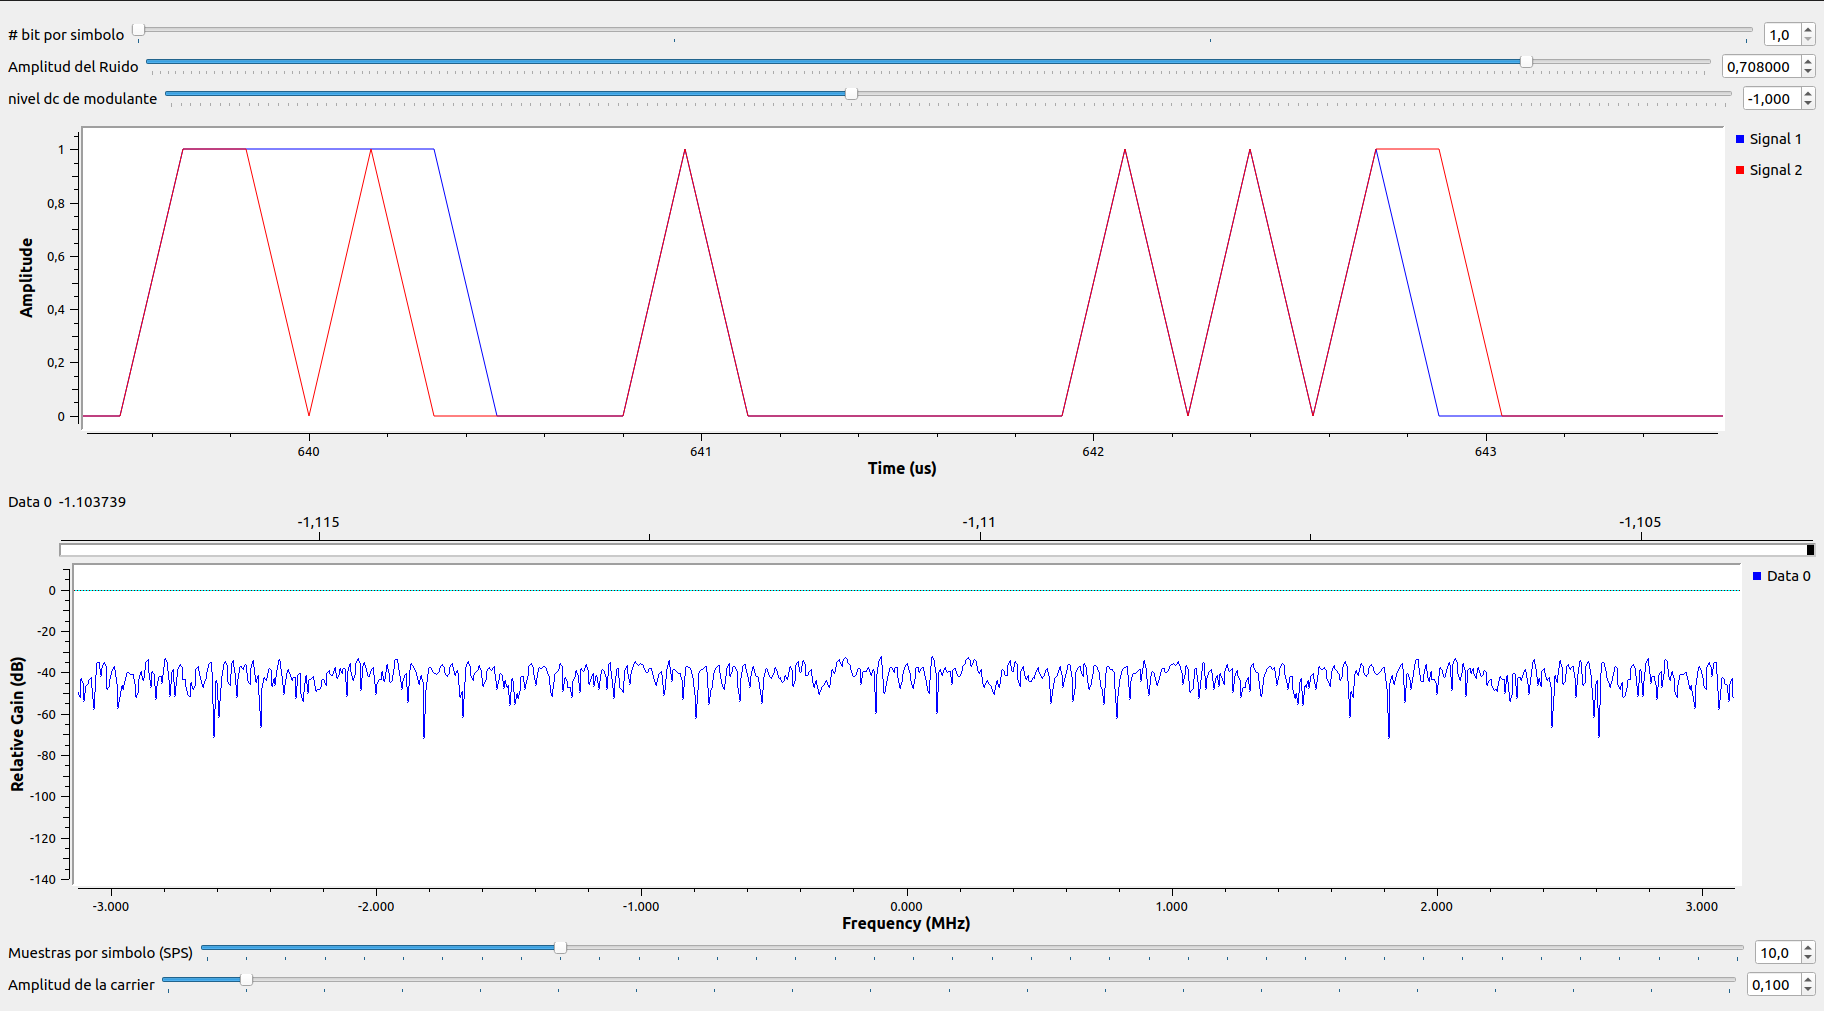 # bit por simbolo 1,0
Amplitud del Ruido 0,708000
nivel dc de modulante -1,000
Signal 1
Signal 2
Amplitude
1
0,8
0,6
0,4
0,2
0
640 641 642 643
Time (us)
Data 0 -1.103739
-1,115 -1,11 -1,105
Data 0
Relative Gain (dB)
0
-20
-40
-60
-80
-100
-120
-140
-3.000 -2.000 -1.000 0.000 1.000 2.000 3.000
Frequency (MHz)
Muestras por simbolo (SPS) 10,0
Amplitud de la carrier 0,100